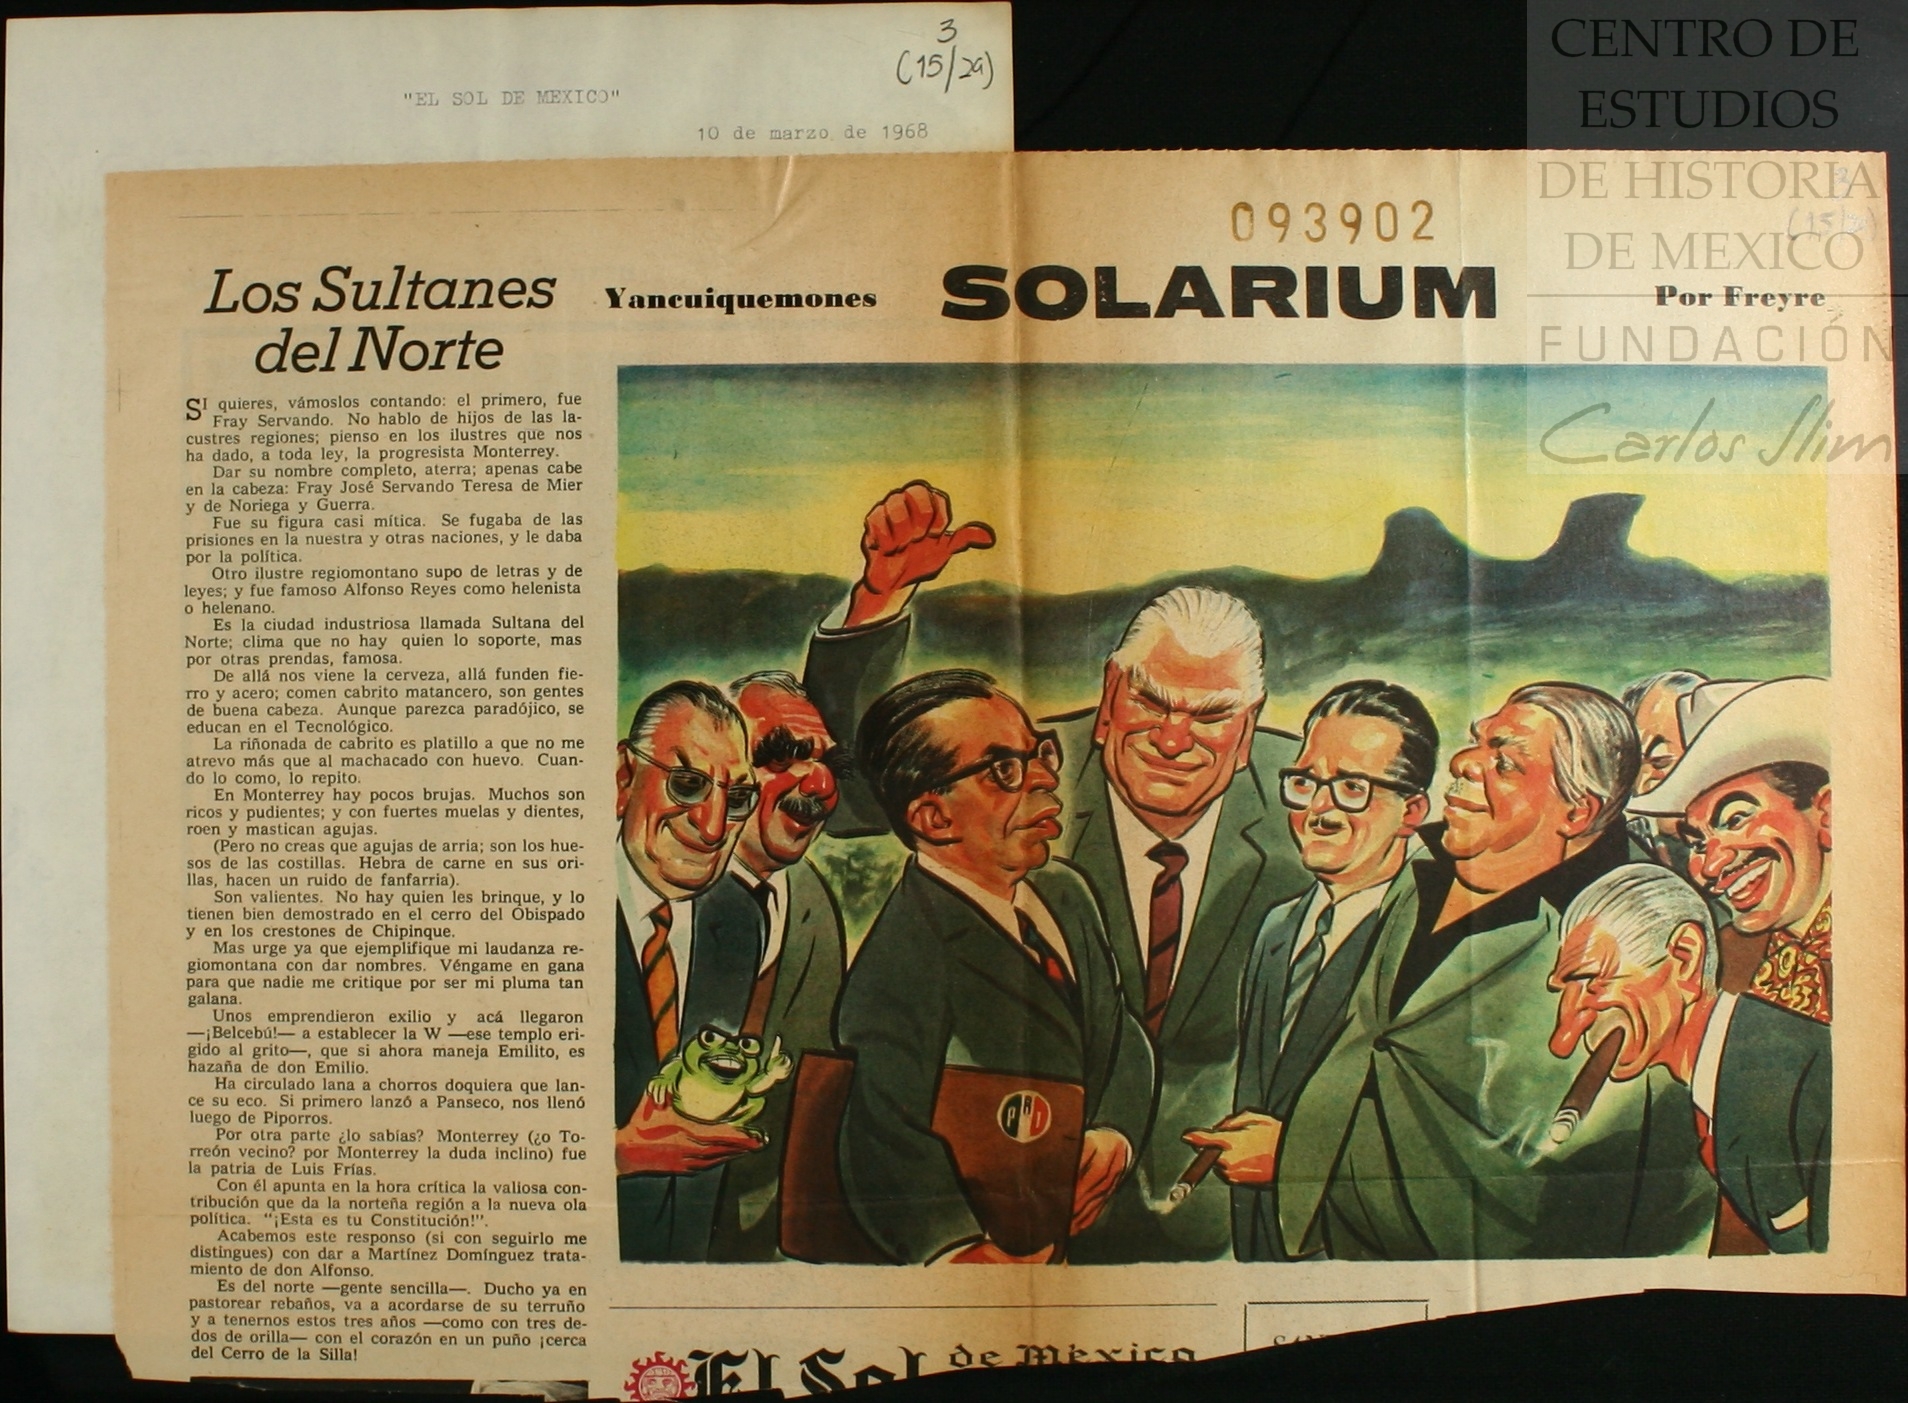 3
(15/29)
"EL SOL DE MEXICO"
10 de marzo de 1968
CENTRO DE
ESTUDIOS
DE HISTORIA
DE MEXICO
FUNDACIÓN
Carlos Slim
093902
Los Sultanes
del Norte
Yancuiquemones
SOLARIUM
Por Freyre
SI quieres, vámoslos contando: el primero, fue
Fray Servando. No hablo de hijos de las la-
custres regiones; pienso en los ilustres que nos
ha dado, a toda ley, la progresista Monterrey.
Dar su nombre completo, aterra; apenas cabe
en la cabeza: Fray José Servando Teresa de Mier
y de Noriega y Guerra.
Fue su figura casi mítica. Se fugaba de las
prisiones en la nuestra y otras naciones, y le daba
por la política.
Otro ilustre regiomontano supo de letras y de
leyes; y fue famoso Alfonso Reyes como helenista
o helenano.
Es la ciudad industriosa llamada Sultana del
Norte; clima que no hay quien lo soporte, mas
por otras prendas, famosa.
De allá nos viene la cerveza, allá funden fie-
rro y acero; comen cabrito matancero, son gentes
de buena cabeza. Aunque parezca paradójico, se
educan en el Tecnológico.
La riñonada de cabrito es platillo a que no me
atrevo más que al machacado con huevo. Cuan-
do lo como, lo repito.
En Monterrey hay pocos brujas. Muchos son
ricos y pudientes; y con fuertes muelas y dientes,
roen y mastican agujas.
(Pero no creas que agujas de arria; son los hue-
sos de las costillas. Hebra de carne en sus ori-
llas, hacen un ruido de fanfarria).
Son valientes. No hay quien les brinque, y lo
tienen bien demostrado en el cerro del Obispado
y en los crestones de Chipinque.
Mas urge ya que ejemplifique mi laudanza re-
giomontana con dar nombres. Véngame en gana
para que nadie me critique por ser mi pluma tan
galana.
Unos emprendieron exilio y acá llegaron
—¡Belcebú!— a establecer la W —ese templo eri-
gido al grito—, que si ahora maneja Emilito, es
hazaña de don Emilio.
Ha circulado lana a chorros doquiera que lan-
ce su eco. Si primero lanzó a Panseco, nos llenó
luego de Piporros.
Por otra parte ¿lo sabías? Monterrey (¿o To-
rreón vecino? por Monterrey la duda inclino) fue
la patria de Luis Frías.
Con él apunta en la hora crítica la valiosa con-
tribución que da la norteña región a la nueva ola
política. "¡Esta es tu Constitución!".
Acabemos este responso (si con seguirlo me
distingues) con dar a Martínez Domínguez trata-
miento de don Alfonso.
Es del norte —gente sencilla—. Ducho ya en
pastorear rebaños, va a acordarse de su terruño
y a tenernos estos tres años —como con tres de-
dos de orilla— con el corazón en un puño ¡cerca
del Cerro de la Silla!
PRI
El Sol de México